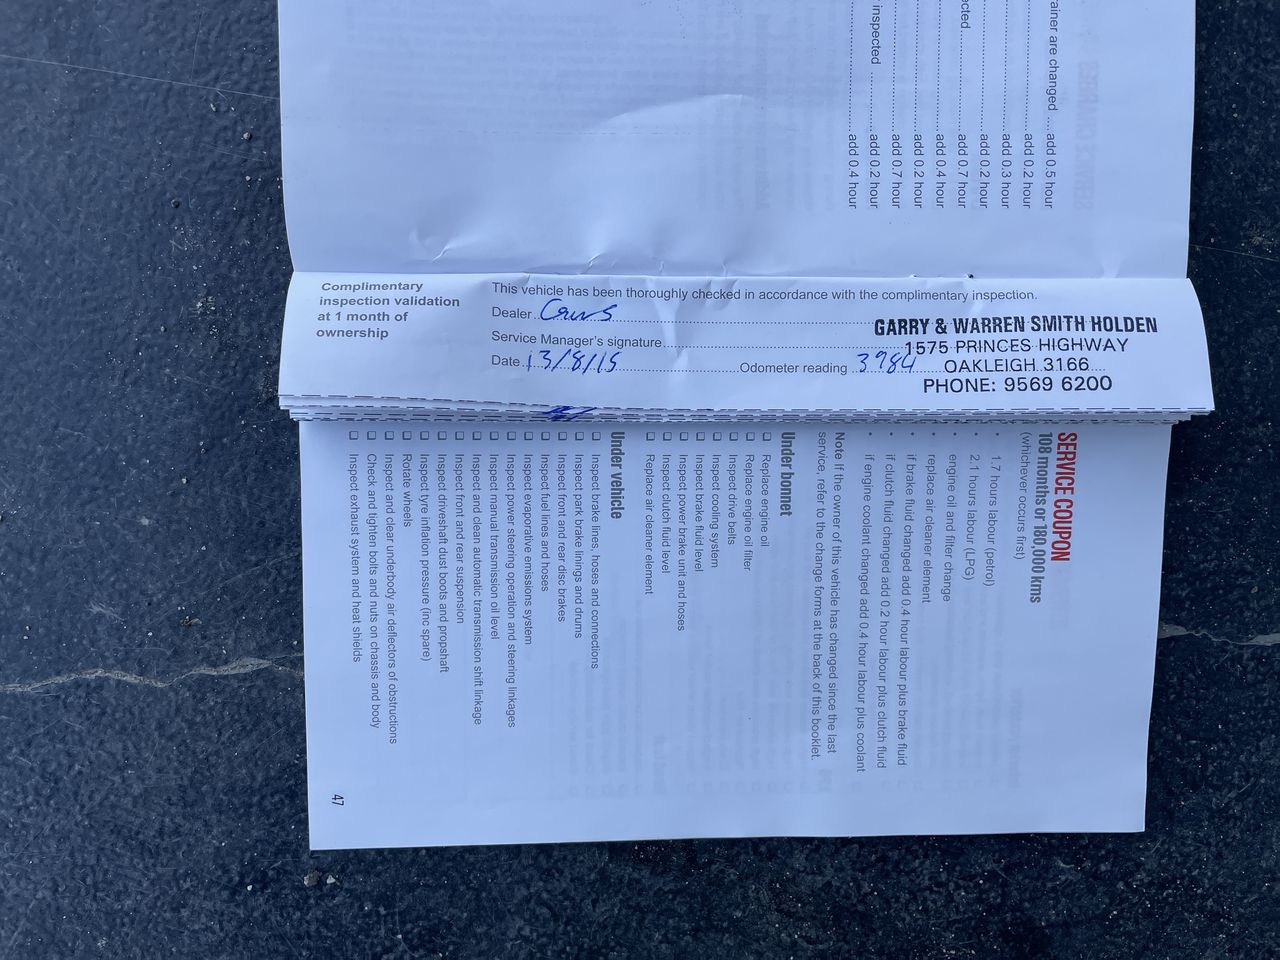 rainer are changed ....add 0.5 hour
add 0.2 hour
add 0.3 hour
add 0.2 hour
ected ....add 0.7 hour
add 0.4 hour
add 0.2 hour
add 0.7 hour
inspected ....add 0.2 hour
add 0.4 hour
Complimentary
inspection validation
at 1 month of
ownership
This vehicle has been thoroughly checked in accordance with the complimentary inspection.
Dealer
Service Manager's signature
Date 13/8/15 Odometer reading 3984
GARRY & WARREN SMITH HOLDEN
1575 PRINCES HIGHWAY
OAKLEIGH 3166
PHONE: 9569 6200
SERVICE COUPON
108 months or 180,000 kms
(whichever occurs first)
• 1.7 hours labour (petrol)
• 2.1 hours labour (LPG)
• engine oil and filter change
• replace air cleaner element
• if brake fluid changed add 0.4 hour labour plus brake fluid
• if clutch fluid changed add 0.2 hour labour plus clutch fluid
• if engine coolant changed add 0.4 hour labour plus coolant
Note If the owner of this vehicle has changed since the last
service, refer to the change forms at the back of this booklet.
Under bonnet
❑ Replace engine oil
❑ Replace engine oil filter
❑ Inspect drive belts
❑ Inspect cooling system
❑ Inspect brake fluid level
❑ Inspect power brake unit and hoses
❑ Inspect clutch fluid level
❑ Replace air cleaner element
Under vehicle
❑ Inspect brake lines, hoses and connections
❑ Inspect park brake linings and drums
❑ Inspect front and rear disc brakes
❑ Inspect fuel lines and hoses
❑ Inspect evaporative emissions system
❑ Inspect power steering operation and steering linkages
❑ Inspect manual transmission oil level
❑ Inspect and clean automatic transmission shift linkage
❑ Inspect front and rear suspension
❑ Inspect driveshaft dust boots and propshaft
❑ Inspect tyre inflation pressure (inc spare)
❑ Rotate wheels
❑ Inspect and clear underbody air deflectors of obstructions
❑ Check and tighten bolts and nuts on chassis and body
❑ Inspect exhaust system and heat shields
47